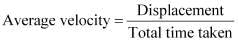 Average velocity = Displacement / Total time taken